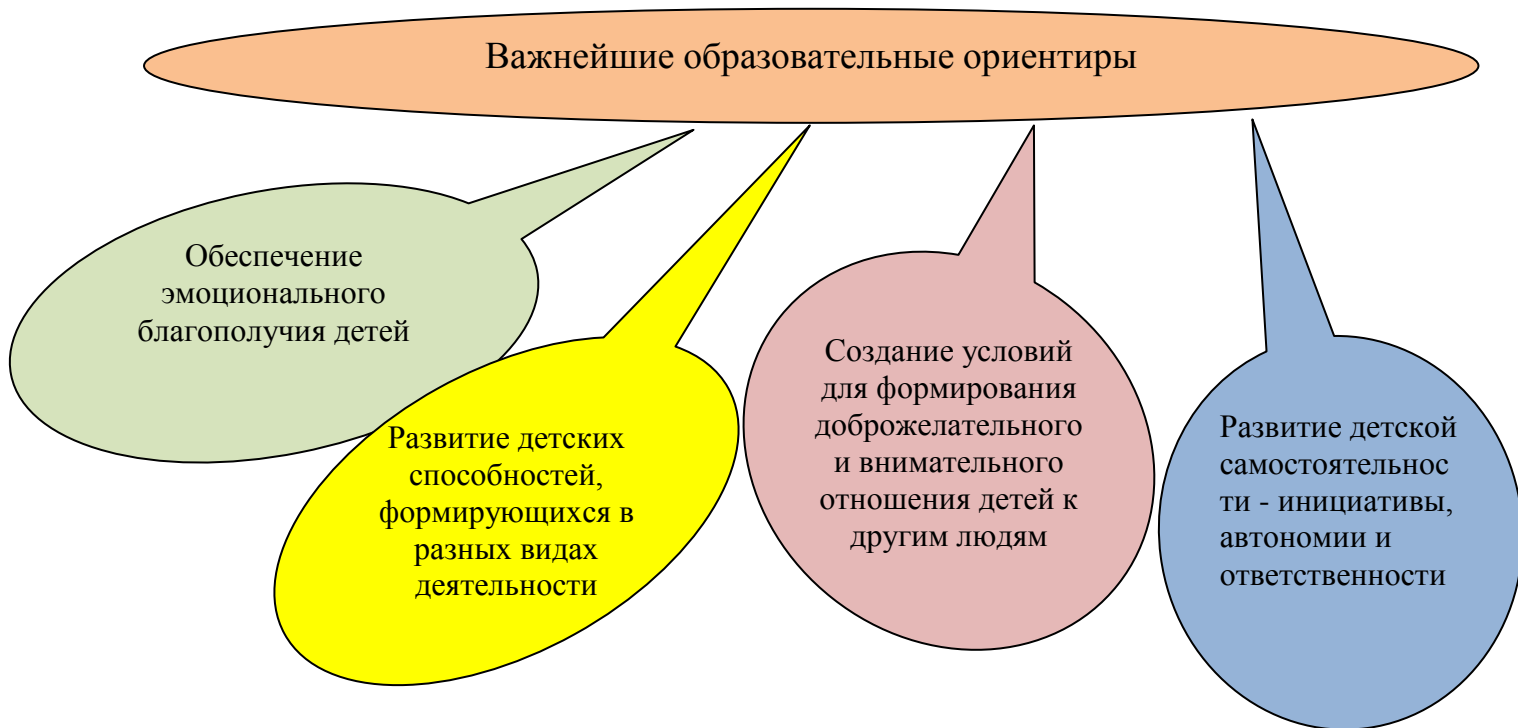 Важнейшие образовательные ориентиры
Обеспечение
эмоционального
благополучия детей
Развитие детских
способностей,
формирующихся в
разных видах
деятельности
Создание условий
для формирования
доброжелательного
и внимательного
отношения детей к
другим людям
Развитие детской
самостоятельнос
ти - инициативы,
автономии и
ответственности